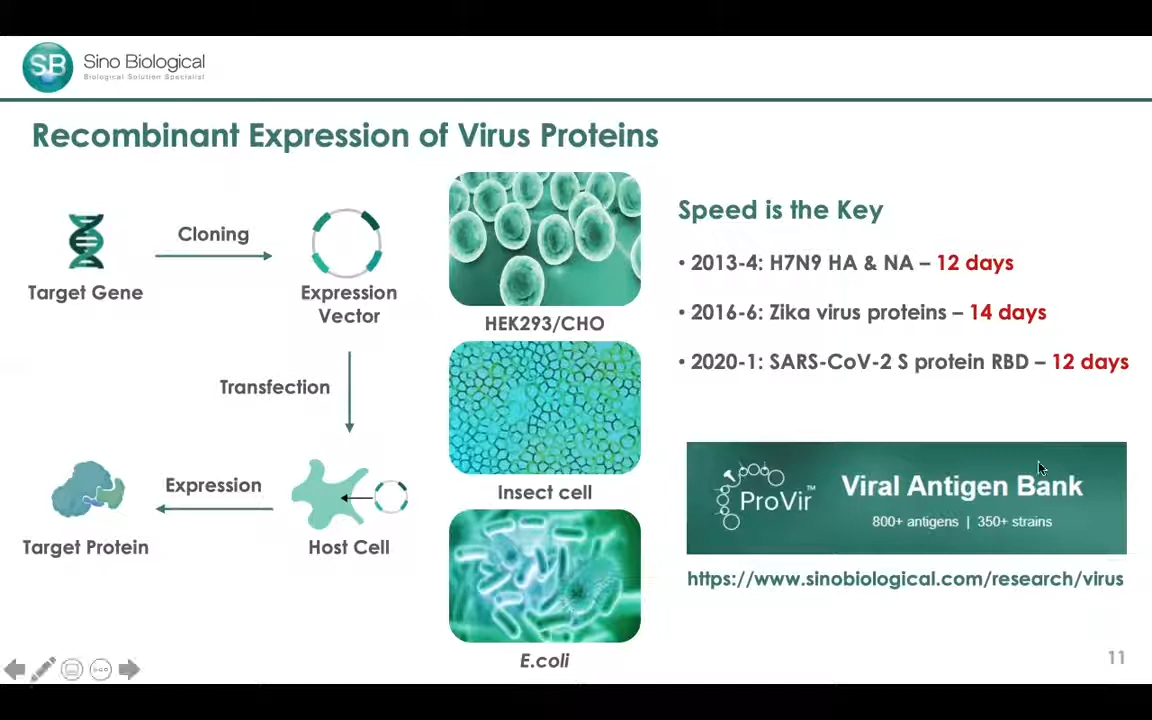 SB
Sino Biological
Biological Solution Specialist
Recombinant Expression of Virus Proteins
Target Gene
Cloning
Expression
Vector
Transfection
Host Cell
Expression
Target Protein
HEK293/CHO
Insect cell
E.coli
Speed is the Key
• 2013-4: H7N9 HA & NA – 12 days
• 2016-6: Zika virus proteins – 14 days
• 2020-1: SARS-CoV-2 S protein RBD – 12 days
ProVir™
Viral Antigen Bank
800+ antigens | 350+ strains
https://www.sinobiological.com/research/virus
11